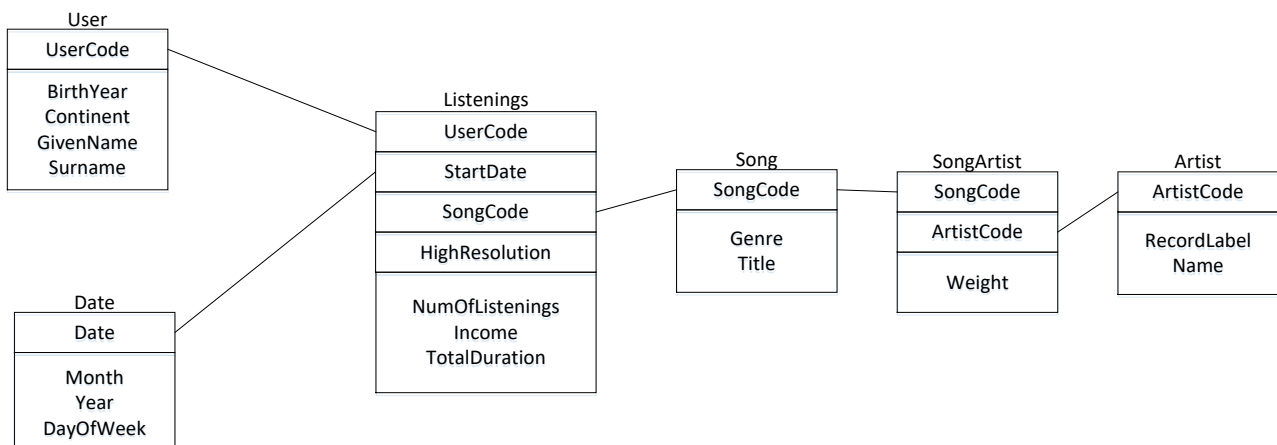 User
UserCode
BirthYear
Continent
GivenName
Surname
Date
Date
Month
Year
DayOfWeek
Listenings
UserCode
StartDate
SongCode
HighResolution
NumOfListenings
Income
TotalDuration
Song
SongCode
Genre
Title
SongArtist
SongCode
ArtistCode
Weight
Artist
ArtistCode
RecordLabel
Name